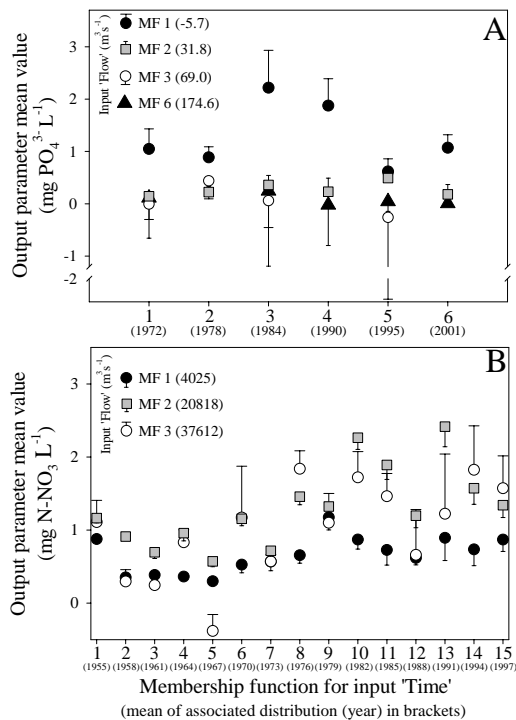 A
Input 'Flow' (m³s⁻¹)
MF 1 (-5.7)
MF 2 (31.8)
MF 3 (69.0)
MF 6 (174.6)
Output parameter mean value
(mg PO₄³⁻ L⁻¹)
3
2
1
0
-1
-2
1 2 3 4 5 6
(1972) (1978) (1984) (1990) (1995) (2001)
B
Input 'Flow' (m³s⁻¹)
MF 1 (4025)
MF 2 (20818)
MF 3 (37612)
Output parameter mean value
(mg N-NO₃ L⁻¹)
3
2
1
0
1 2 3 4 5 6 7 8 9 10 11 12 13 14 15
(1955) (1958) (1961) (1964) (1967) (1970) (1973) (1976) (1979) (1982) (1985) (1988) (1991) (1994) (1997)
Membership function for input 'Time'
(mean of associated distribution (year) in brackets)